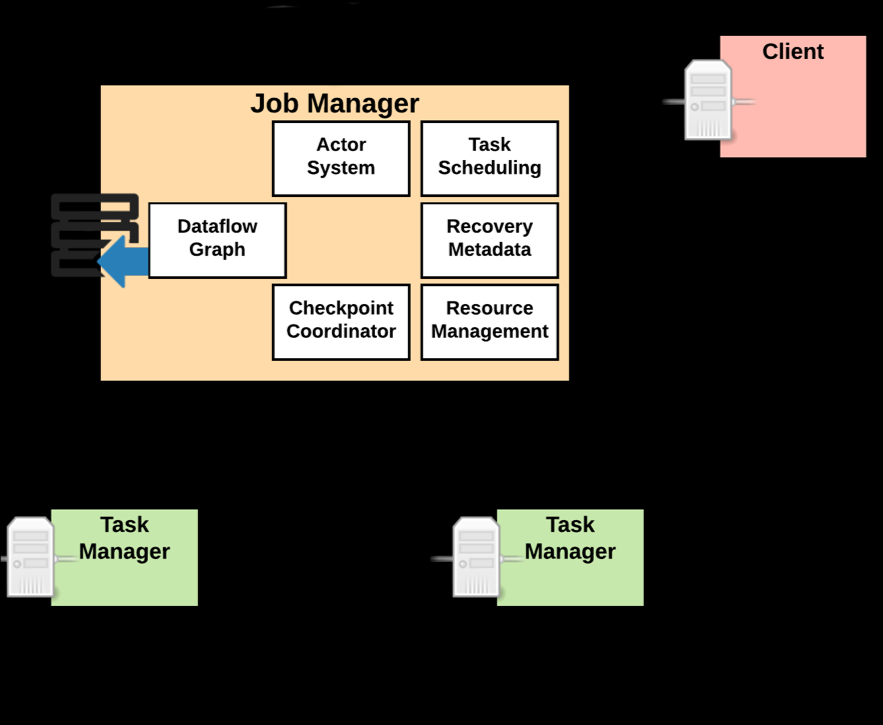 Client
Job Manager
Actor
System
Task
Scheduling
Dataflow
Graph
Recovery
Metadata
Checkpoint
Coordinator
Resource
Management
Task
Manager
Task
Manager